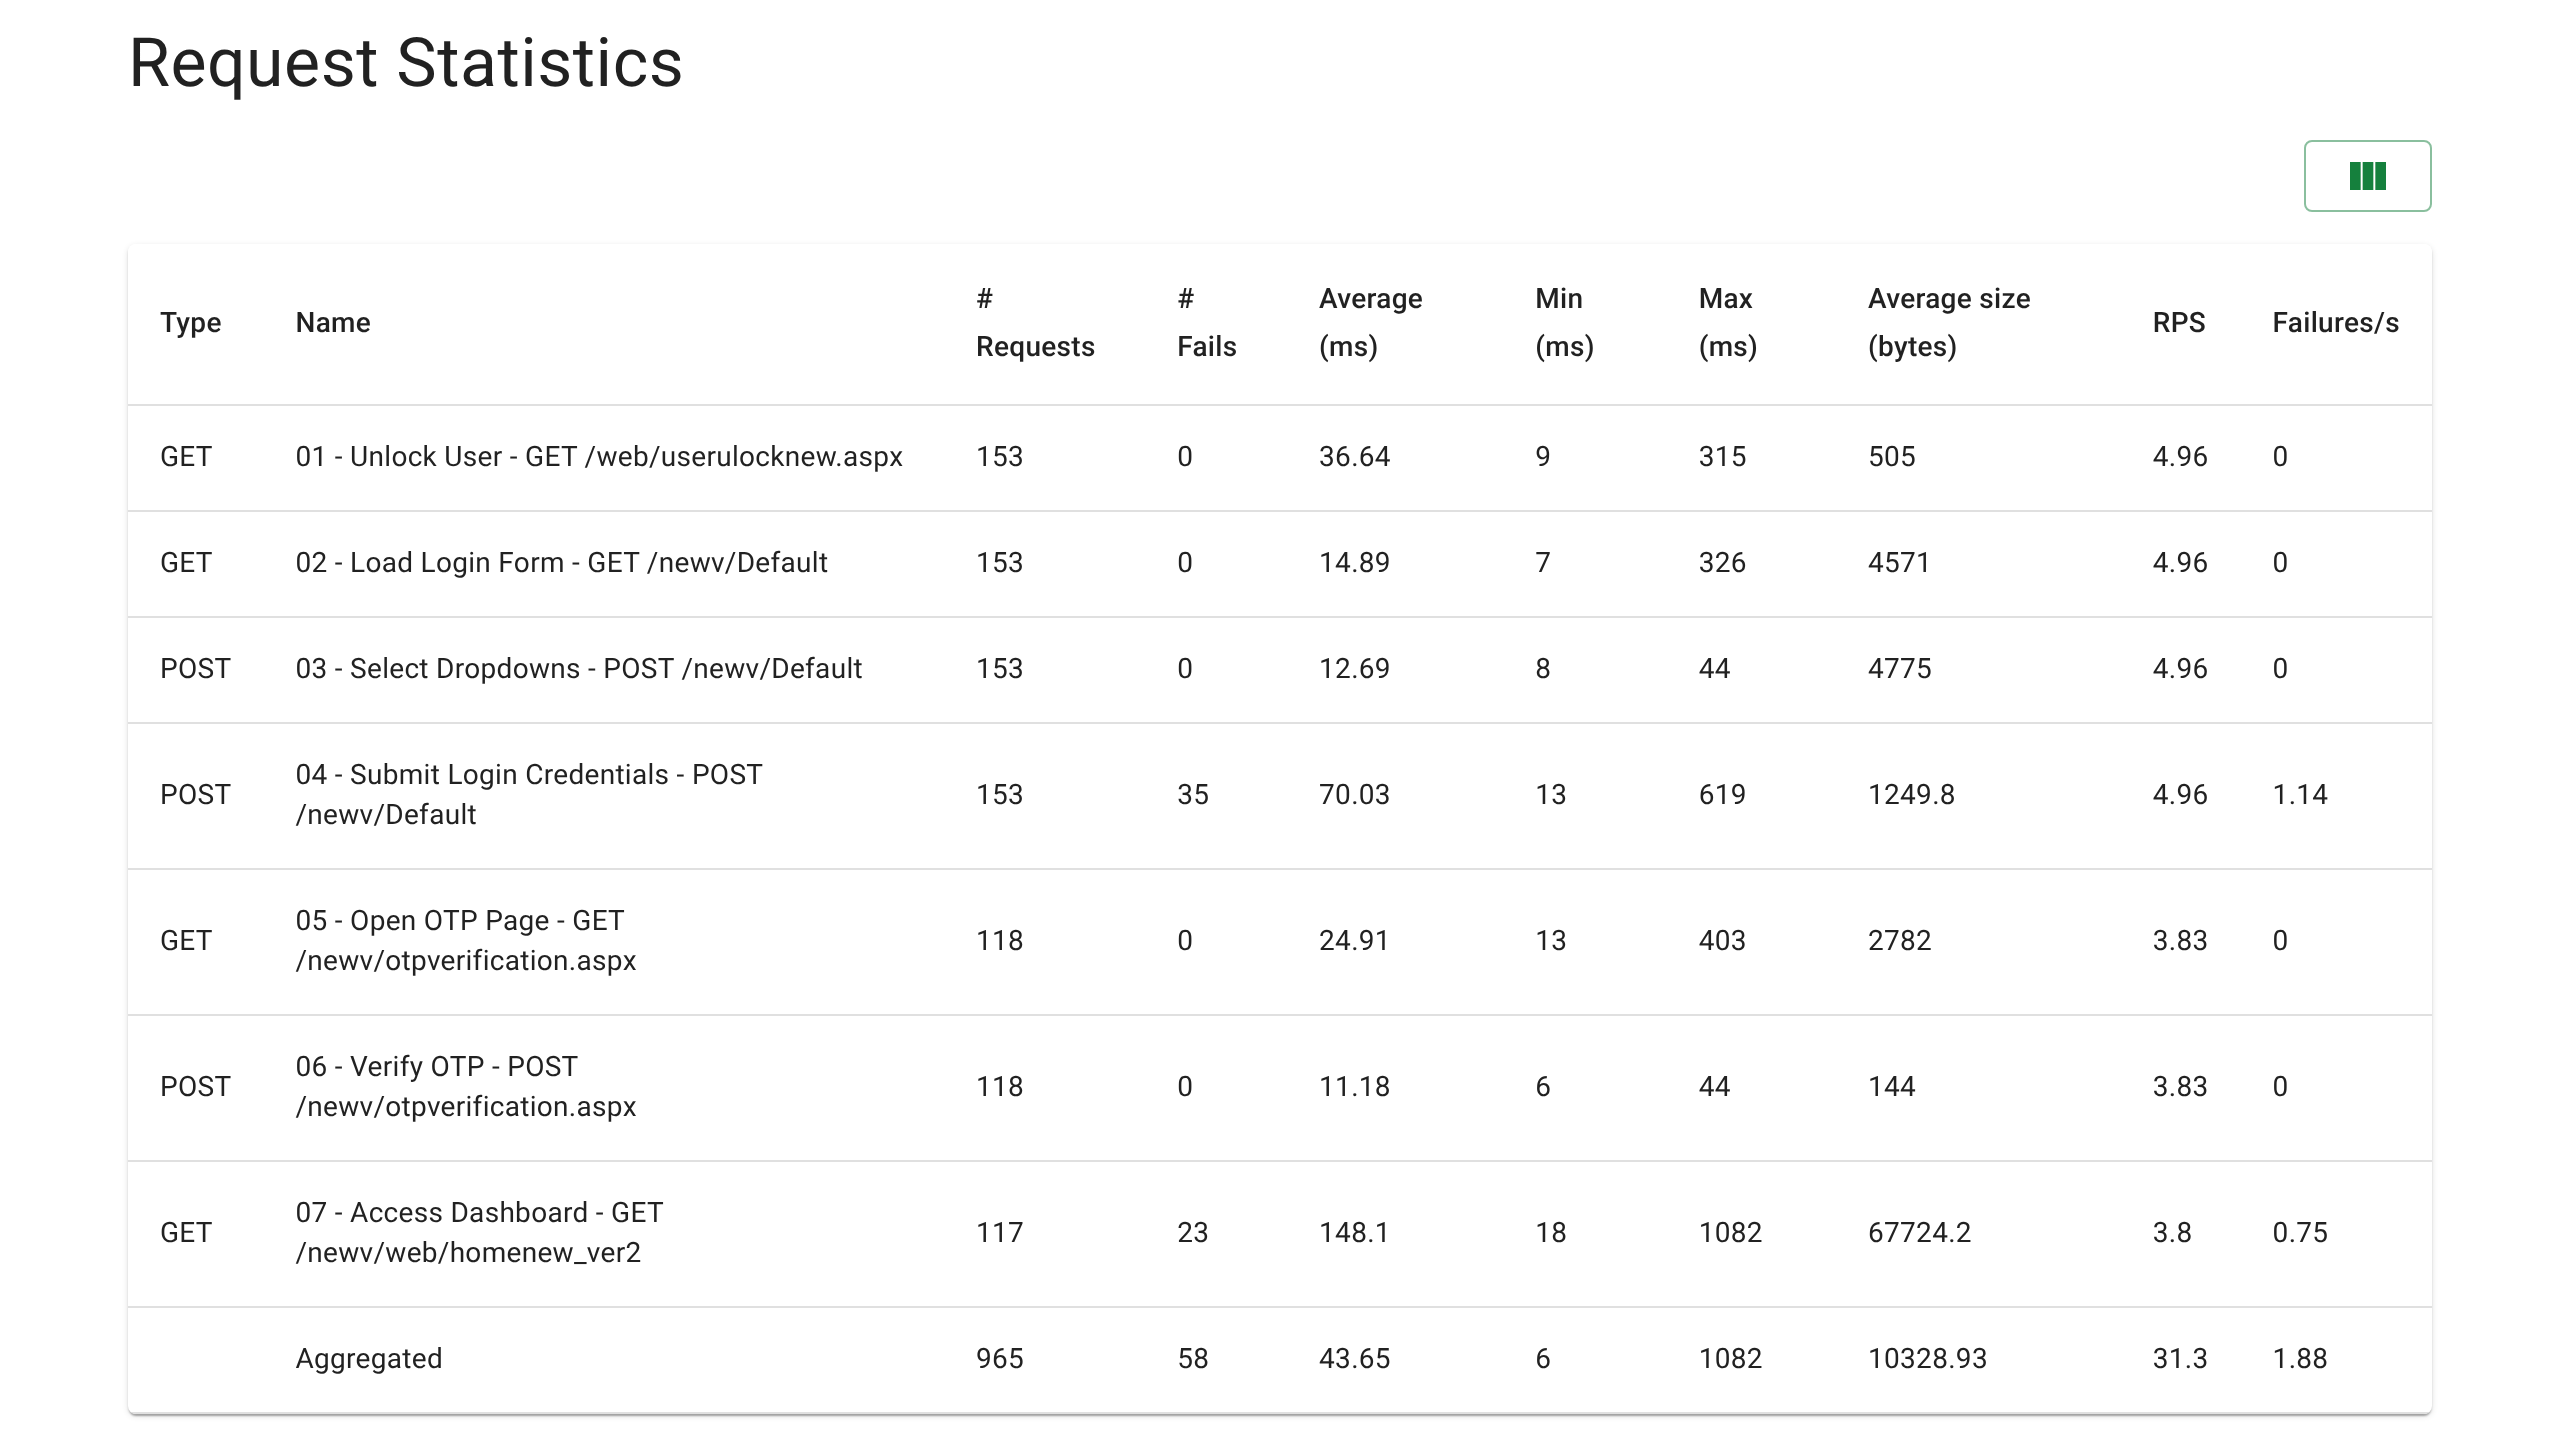 Request Statistics
Type Name # Requests # Fails Average (ms) Min (ms) Max (ms) Average size (bytes) RPS Failures/s
GET 01 - Unlock User - GET /web/userulocknew.aspx 153 0 36.64 9 315 505 4.96 0
GET 02 - Load Login Form - GET /newv/Default 153 0 14.89 7 326 4571 4.96 0
POST 03 - Select Dropdowns - POST /newv/Default 153 0 12.69 8 44 4775 4.96 0
POST 04 - Submit Login Credentials - POST /newv/Default 153 35 70.03 13 619 1249.8 4.96 1.14
GET 05 - Open OTP Page - GET /newv/otpverification.aspx 118 0 24.91 13 403 2782 3.83 0
POST 06 - Verify OTP - POST /newv/otpverification.aspx 118 0 11.18 6 44 144 3.83 0
GET 07 - Access Dashboard - GET /newv/web/homenew_ver2 117 23 148.1 18 1082 67724.2 3.8 0.75
Aggregated 965 58 43.65 6 1082 10328.93 31.3 1.88